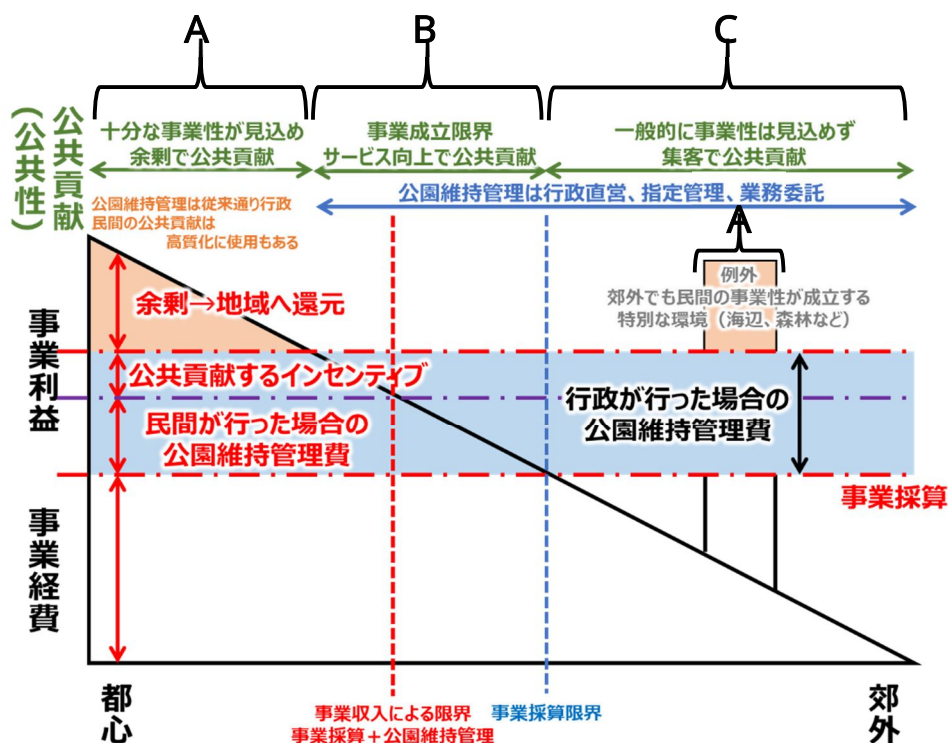 A
B
C
公共貢献
(公共性)
十分な事業性が見込め
余剰で公共貢献
事業成立限界
サービス向上で公共貢献
一般的に事業性は見込めず
集客で公共貢献
公園維持管理は行政直営、指定管理、業務委託
公園維持管理は従来通り行政
民間の公共貢献は
高質化に使用もある
A
例外
郊外でも民間の事業性が成立する
特別な環境（海辺、森林など）
事業利益
余剰→地域へ還元
公共貢献するインセンティブ
民間が行った場合の
公園維持管理費
行政が行った場合の
公園維持管理費
事業採算
事業経費
都心
郊外
事業収入による限界
事業採算＋公園維持管理
事業採算限界